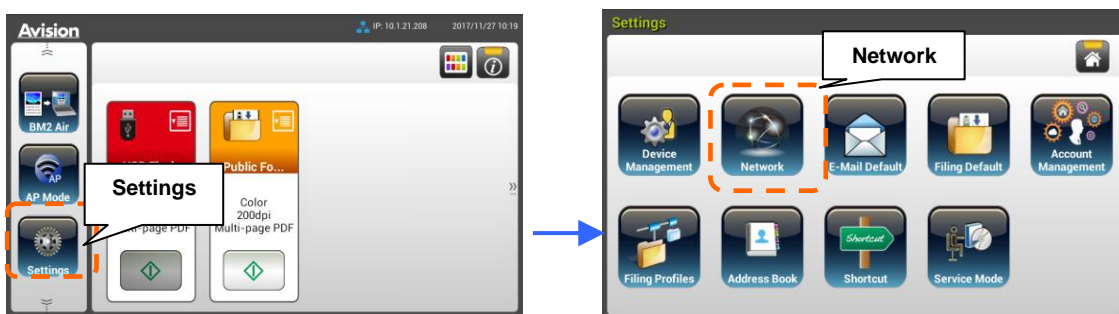 Avision
IP: 10.1.21.208 2017/11/27 10:19
BM2 Air
AP
AP Mode
Settings
Public Fo...
Color
200dpi
Multi-page PDF
Settings
Settings
Network
Device
Management
Network
E-Mail Default
Filing Default
Account
Management
Filing Profiles
Address Book
Shortcut
Shortcut
Service Mode